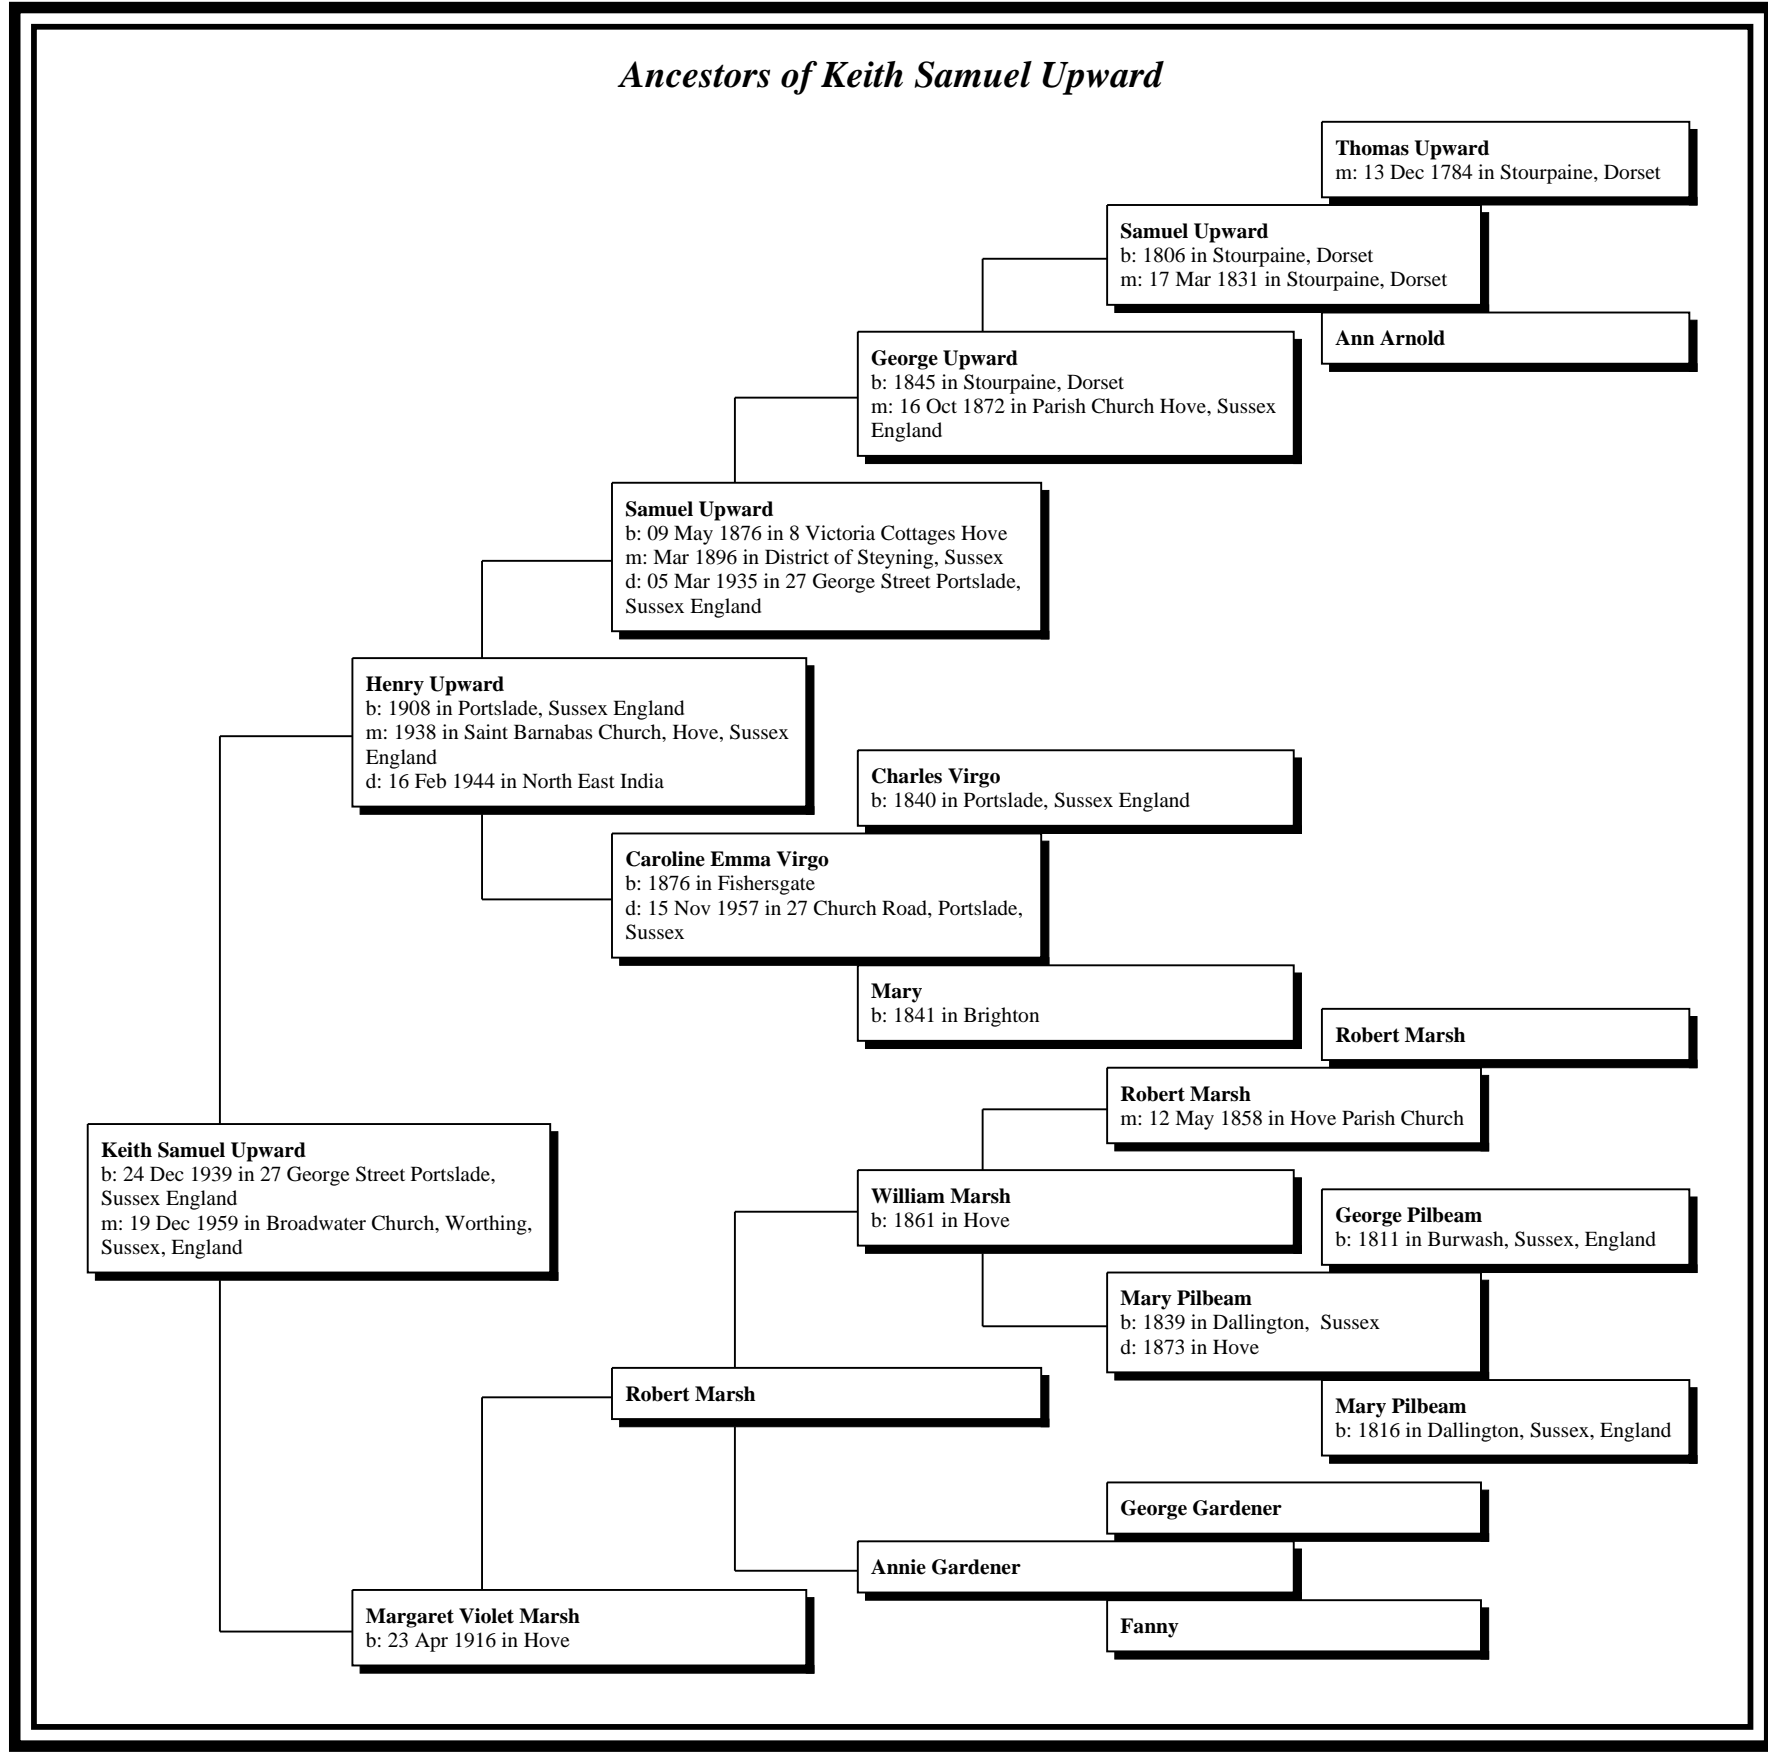 Ancestors of Keith Samuel Upward
Thomas Upward
m: 13 Dec 1784 in Stourpaine, Dorset
Samuel Upward
b: 1806 in Stourpaine, Dorset
m: 17 Mar 1831 in Stourpaine, Dorset
Ann Arnold
George Upward
b: 1845 in Stourpaine, Dorset
m: 16 Oct 1872 in Parish Church Hove, Sussex
England
Samuel Upward
b: 09 May 1876 in 8 Victoria Cottages Hove
m: Mar 1896 in District of Steyning, Sussex
d: 05 Mar 1935 in 27 George Street Portslade,
Sussex England
Henry Upward
b: 1908 in Portslade, Sussex England
m: 1938 in Saint Barnabas Church, Hove, Sussex
England
d: 16 Feb 1944 in North East India
Charles Virgo
b: 1840 in Portslade, Sussex England
Caroline Emma Virgo
b: 1876 in Fishersgate
d: 15 Nov 1957 in 27 Church Road, Portslade,
Sussex
Mary
b: 1841 in Brighton
Robert Marsh
Robert Marsh
m: 12 May 1858 in Hove Parish Church
Keith Samuel Upward
b: 24 Dec 1939 in 27 George Street Portslade,
Sussex England
m: 19 Dec 1959 in Broadwater Church, Worthing,
Sussex, England
William Marsh
b: 1861 in Hove
George Pilbeam
b: 1811 in Burwash, Sussex, England
Mary Pilbeam
b: 1839 in Dallington,  Sussex
d: 1873 in Hove
Robert Marsh
Mary Pilbeam
b: 1816 in Dallington, Sussex, England
George Gardener
Annie Gardener
Margaret Violet Marsh
b: 23 Apr 1916 in Hove
Fanny